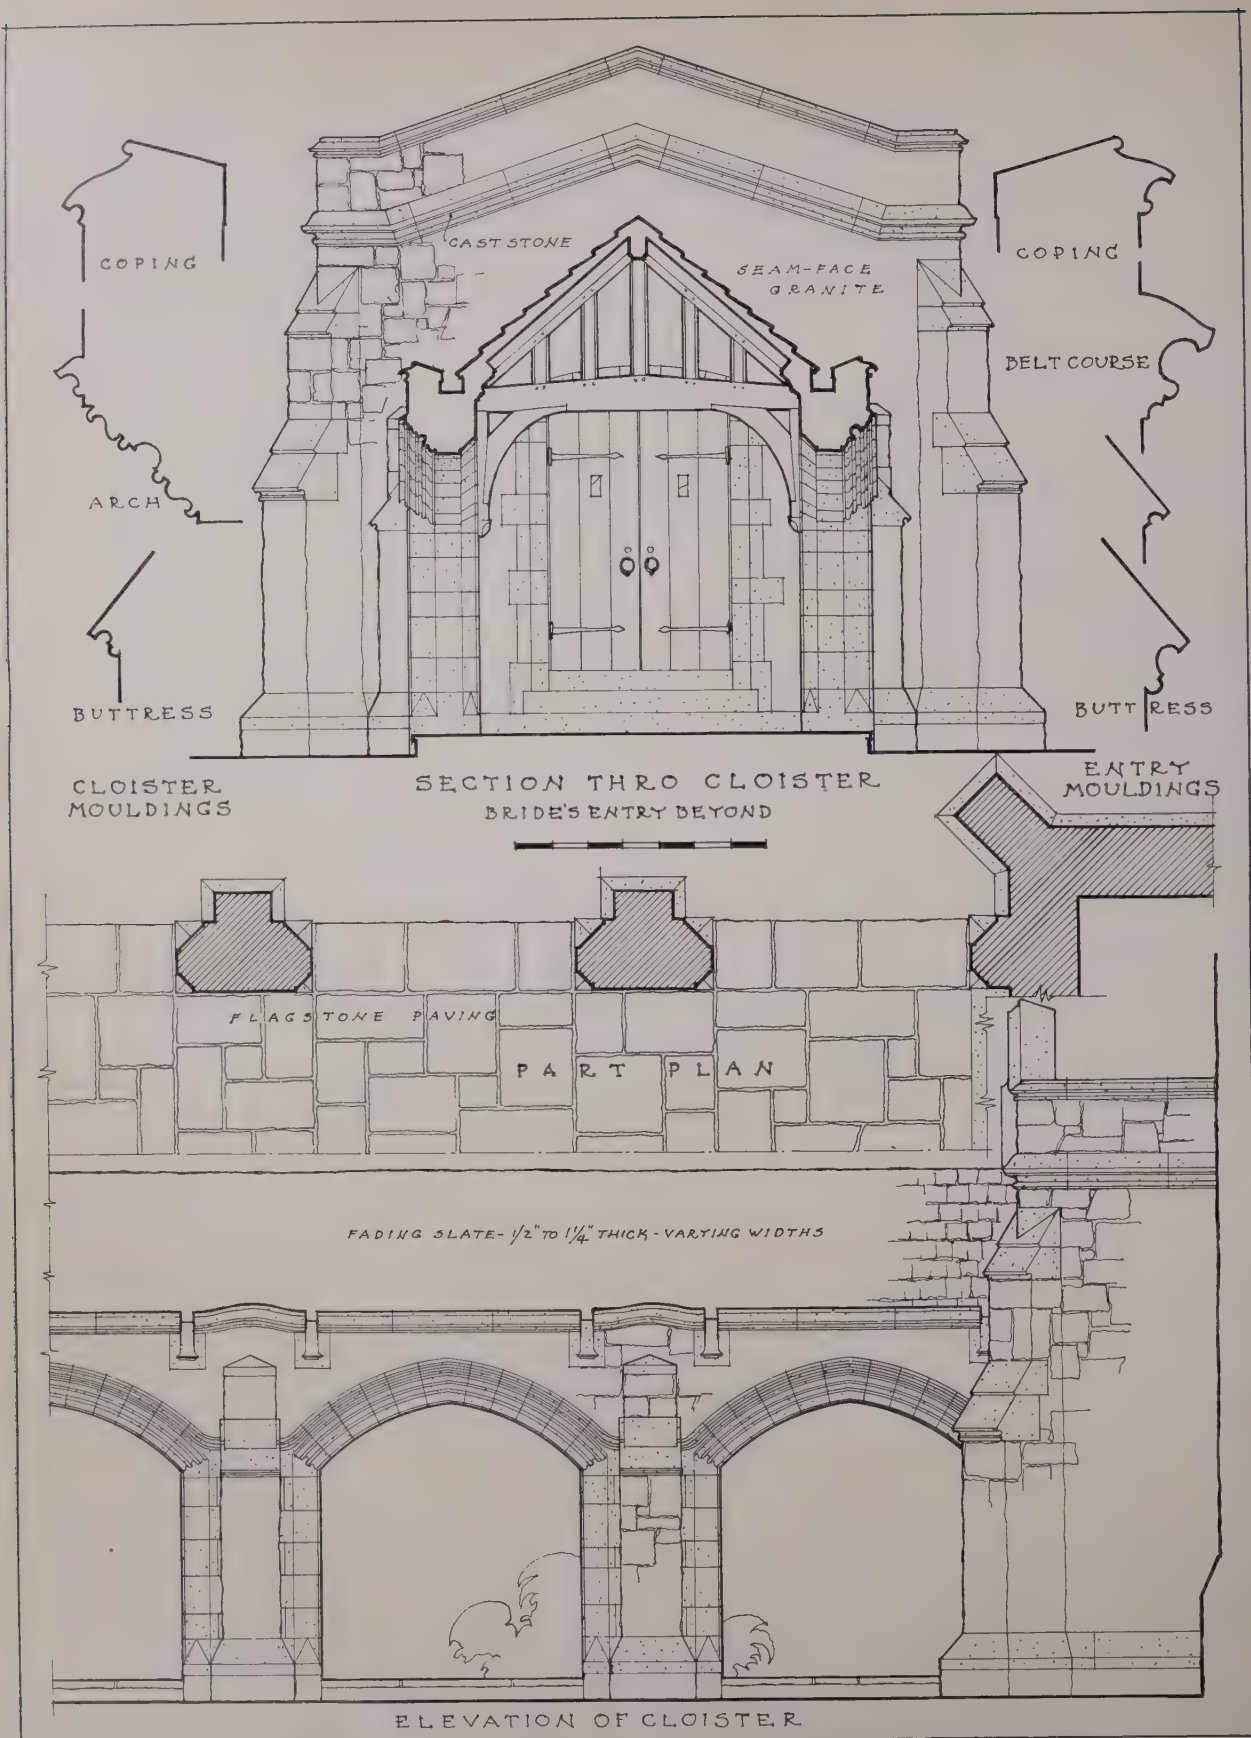 CAST STONE
SEAM-FACE
GRANITE
COPING
ARCH
BUTTRESS
CLOISTER
MOULDINGS
COPING
BELT COURSE
BUTTRESS
ENTRY
MOULDINGS
SECTION THRO CLOISTER
BRIDE'S ENTRY BEYOND
FLAGSTONE PAVING
PART PLAN
FADING SLATE - 1/2" TO 1 1/4" THICK - VARYING WIDTHS
ELEVATION OF CLOISTER